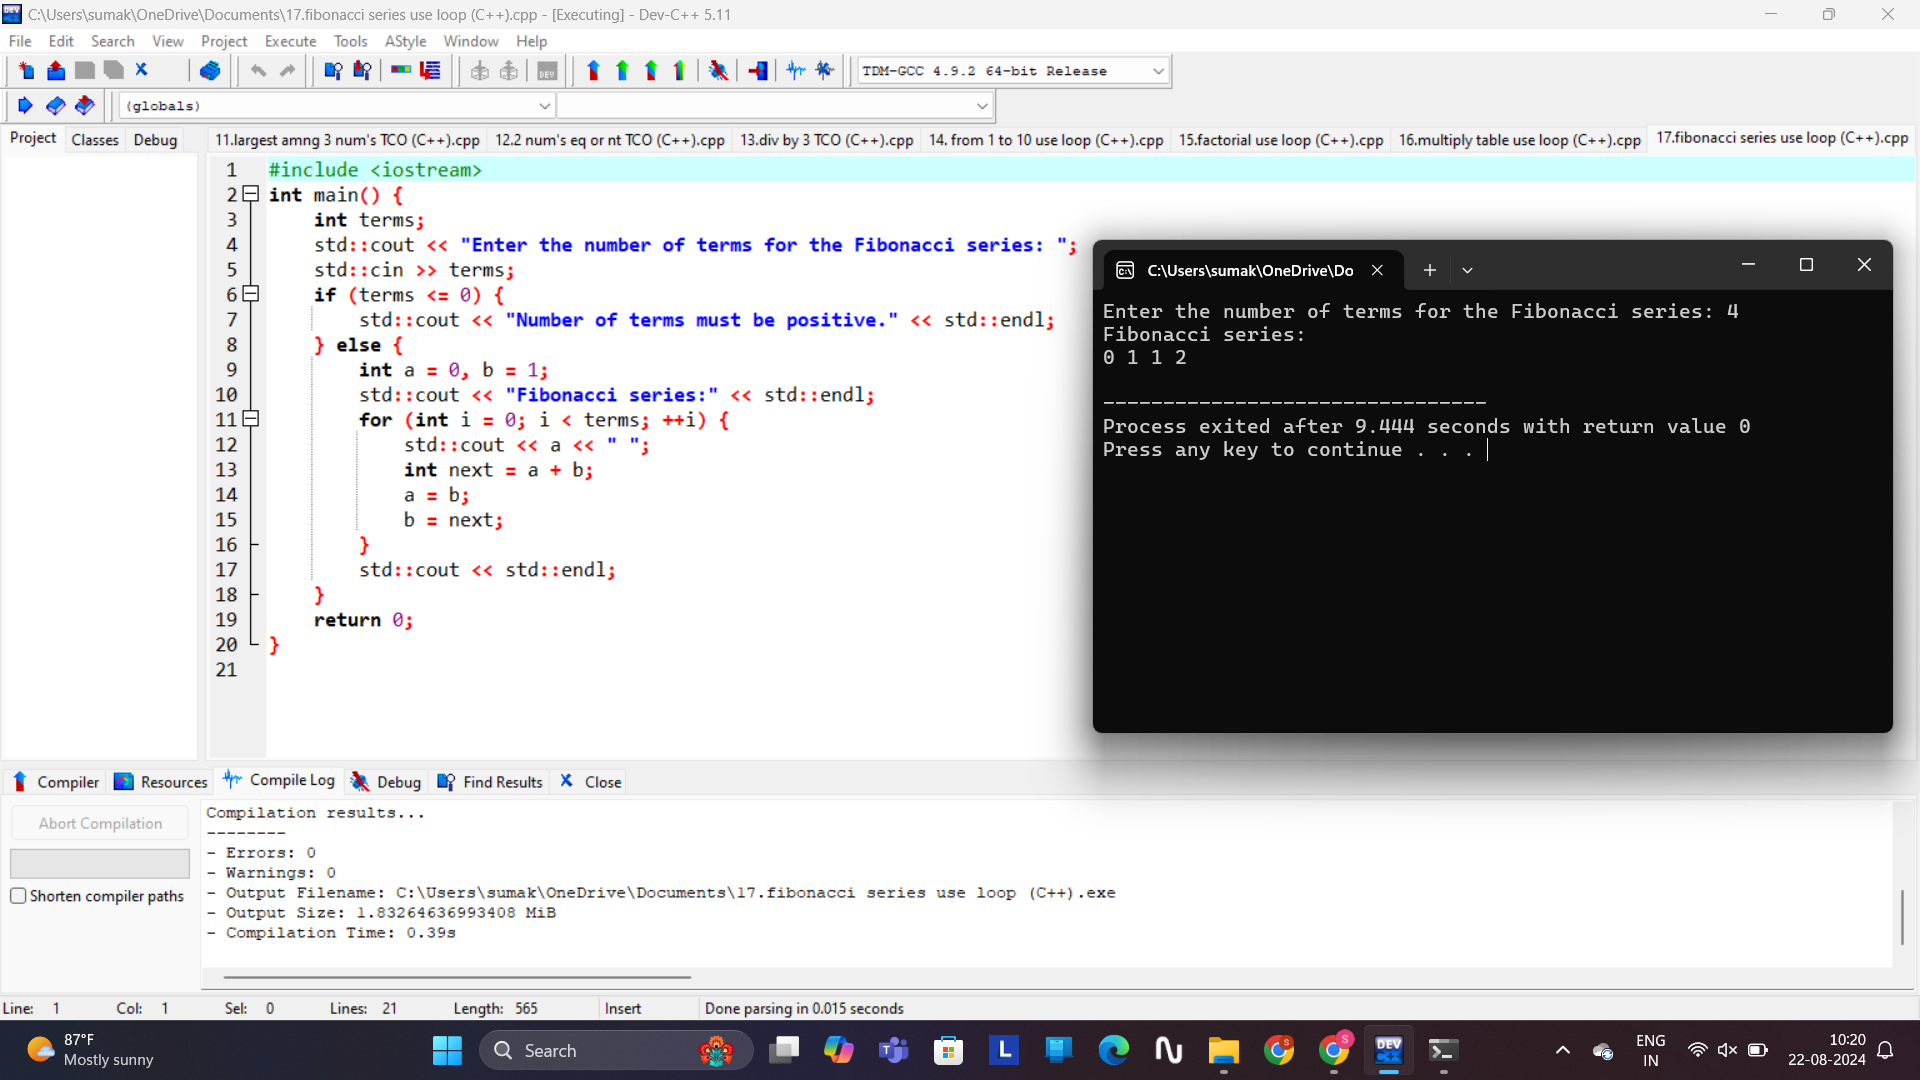 C:\Users\sumak\OneDrive\Documents\17.fibonacci series use loop (C++).cpp - [Executing] - Dev-C++ 5.11
File Edit Search View Project Execute Tools AStyle Window Help
TDM-GCC 4.9.2 64-bit Release
(globals)
Project Classes Debug
11.largest amng 3 num's TCO (C++).cpp 12.2 num's eq or nt TCO (C++).cpp 13.div by 3 TCO (C++).cpp 14. from 1 to 10 use loop (C++).cpp 15.factorial use loop (C++).cpp 16.multiply table use loop (C++).cpp 17.fibonacci series use loop (C++).cpp
1 #include <iostream>
2 int main() {
3 int terms;
4 std::cout << "Enter the number of terms for the Fibonacci series: ";
5 std::cin >> terms;
6 if (terms <= 0) {
7 std::cout << "Number of terms must be positive." << std::endl;
8 } else {
9 int a = 0, b = 1;
10 std::cout << "Fibonacci series:" << std::endl;
11 for (int i = 0; i < terms; ++i) {
12 std::cout << a << " ";
13 int next = a + b;
14 a = b;
15 b = next;
16 }
17 std::cout << std::endl;
18 }
19 return 0;
20 }
21
C:\Users\sumak\OneDrive\Do
Enter the number of terms for the Fibonacci series: 4
Fibonacci series:
0 1 1 2
--------------------------------
Process exited after 9.444 seconds with return value 0
Press any key to continue . . .
Compiler Resources Compile Log Debug Find Results Close
Abort Compilation
Shorten compiler paths
Compilation results...
--------
- Errors: 0
- Warnings: 0
- Output Filename: C:\Users\sumak\OneDrive\Documents\17.fibonacci series use loop (C++).exe
- Output Size: 1.83264636993408 MiB
- Compilation Time: 0.39s
Line: 1 Col: 1 Sel: 0 Lines: 21 Length: 565 Insert Done parsing in 0.015 seconds
87°F
Mostly sunny
Search
ENG
IN
10:20
22-08-2024